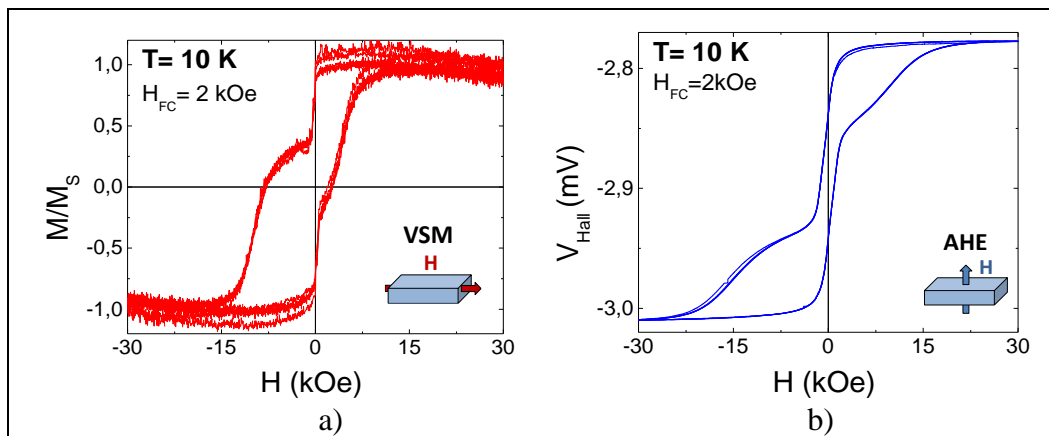 T= 10 K
H_FC= 2 kOe
M/M_S
1,0
0,5
0,0
-0,5
-1,0
VSM
H
-30 -15 0 15 30
H (kOe)
a)
T= 10 K
H_FC=2kOe
V_Hall (mV)
-2,8
-2,9
-3,0
AHE
H
-30 -15 0 15 30
H (kOe)
b)